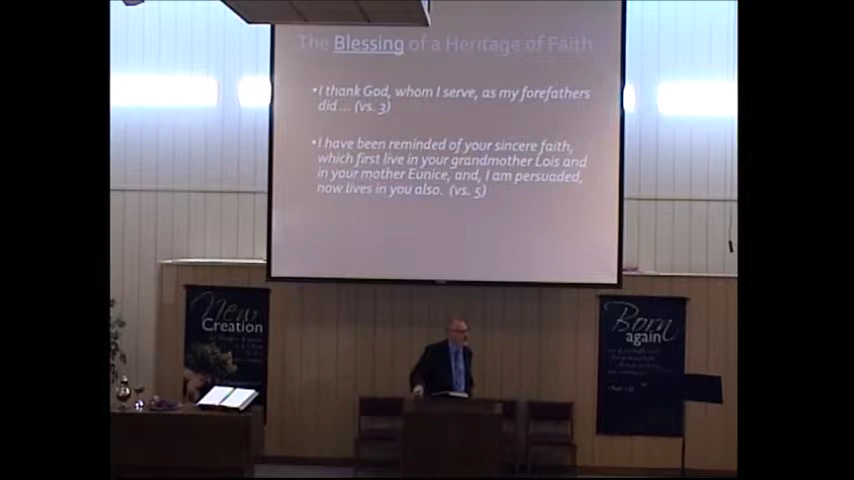 The Blessing of a Heritage of Faith
•I thank God, whom I serve, as my forefathers
did ... (vs. 3)
•I have been reminded of your sincere faith,
which first live in your grandmother Lois and
in your mother Eunice, and, I am persuaded,
now lives in you also. (vs. 5)
New
Creation
Born
again